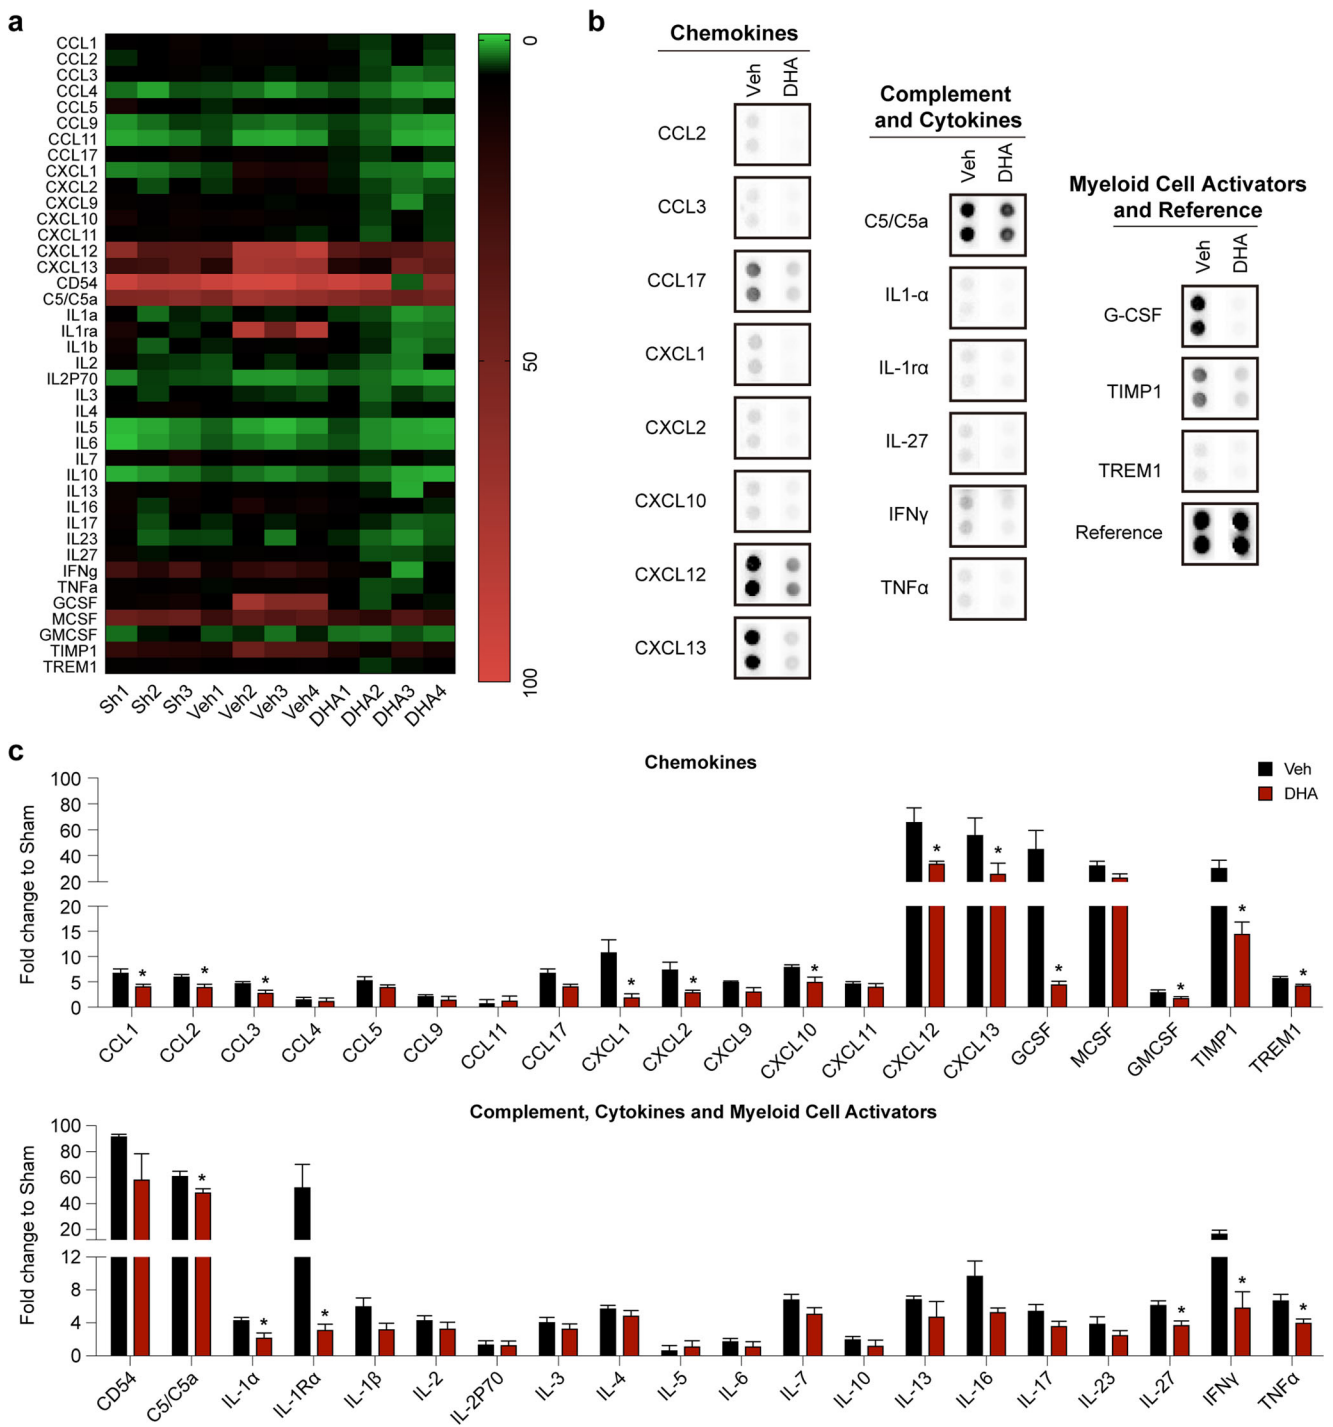 a
CCL1
CCL2
CCL3
CCL4
CCL5
CCL9
CCL11
CCL17
CXCL1
CXCL2
CXCL9
CXCL10
CXCL11
CXCL12
CXCL13
CD54
C5/C5a
IL1a
IL1ra
IL1b
IL2
IL2P70
IL3
IL4
IL5
IL6
IL7
IL10
IL13
IL16
IL17
IL23
IL27
IFNg
TNFa
GCSF
MCSF
GMCSF
TIMP1
TREM1
Sh1 Sh2 Sh3 Veh1 Veh2 Veh3 Veh4 DHA1 DHA2 DHA3 DHA4
0
50
100
b
Chemokines
Veh DHA
CCL2
CCL3
CCL17
CXCL1
CXCL2
CXCL10
CXCL12
CXCL13
Complement
and Cytokines
Veh DHA
C5/C5a
IL1-α
IL-1rα
IL-27
IFNγ
TNFα
Myeloid Cell Activators
and Reference
Veh DHA
G-CSF
TIMP1
TREM1
Reference
c
Chemokines
Veh
DHA
Fold change to Sham
100
80
60
40
20
20
15
10
5
0
* * * * * * * * * * * *
CCL1 CCL2 CCL3 CCL4 CCL5 CCL9 CCL11 CCL17 CXCL1 CXCL2 CXCL9 CXCL10 CXCL11 CXCL12 CXCL13 GCSF MCSF GMCSF TIMP1 TREM1
Complement, Cytokines and Myeloid Cell Activators
Fold change to Sham
100
80
60
40
20
12
8
4
0
* * * * * *
CD54 C5/C5a IL-1α IL-1Rα IL-1β IL-2 IL-2P70 IL-3 IL-4 IL-5 IL-6 IL-7 IL-10 IL-13 IL-16 IL-17 IL-23 IL-27 IFNγ TNFα